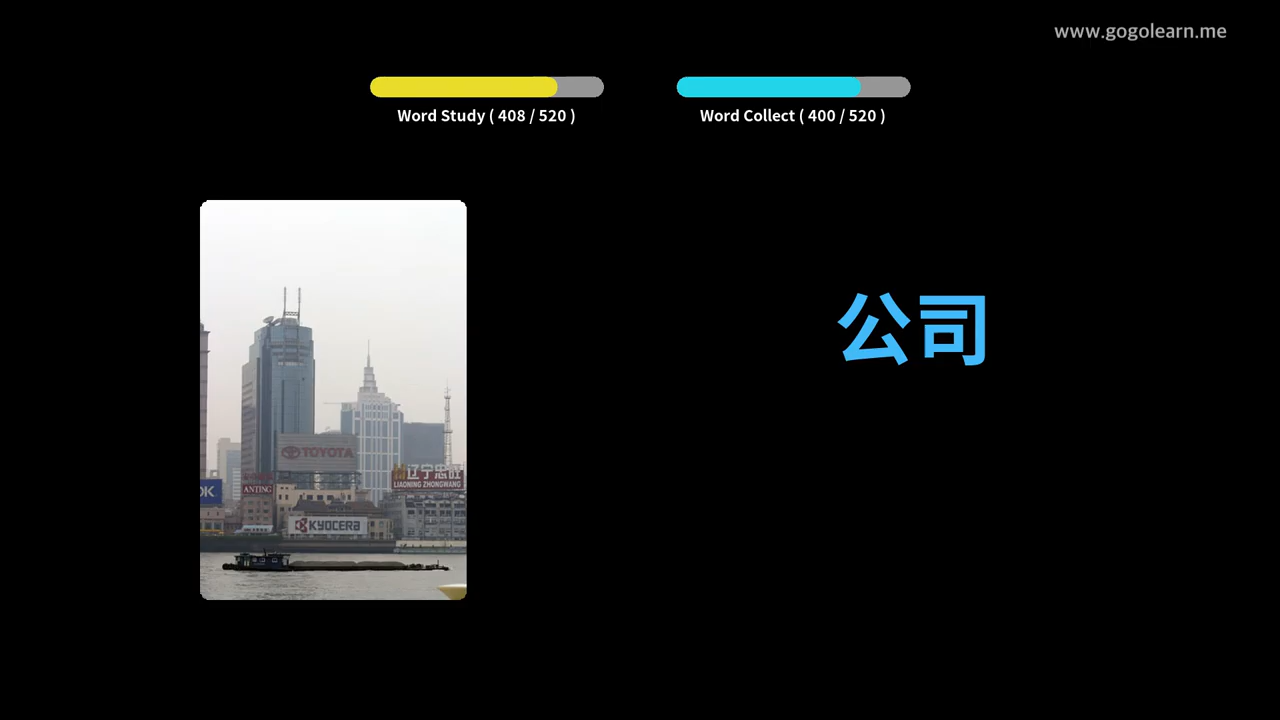 www.gogolearn.me
Word Study ( 408 / 520 )
Word Collect ( 400 / 520 )
公司
TOYOTA
辽宁忠旺
LIAONING ZHONGWANG
ANTING
OK
KYOCERA